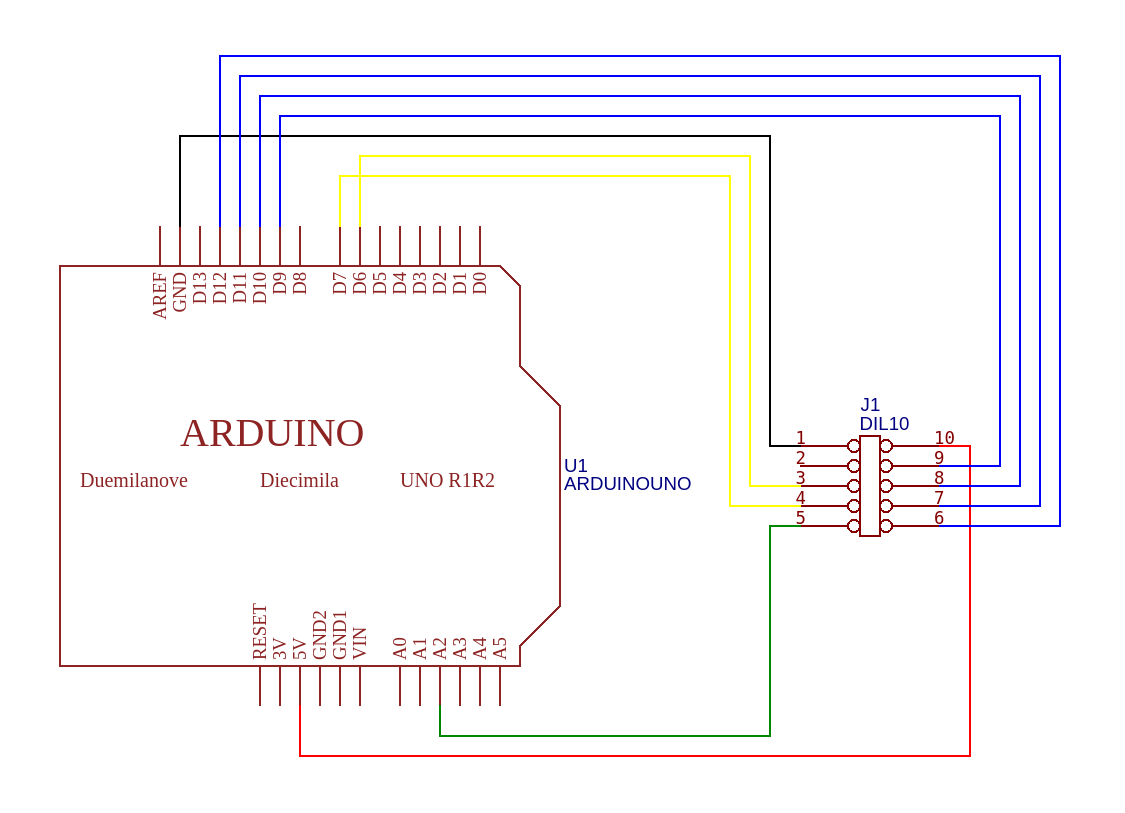 AREF
GND
D13
D12
D11
D10
D9
D8
D7
D6
D5
D4
D3
D2
D1
D0
ARDUINO
Duemilanove Diecimila UNO R1R2
U1
ARDUINOUNO
J1
DIL10
1 10
2 9
3 8
4 7
5 6
RESET
3V
5V
GND2
GND1
VIN
A0
A1
A2
A3
A4
A5